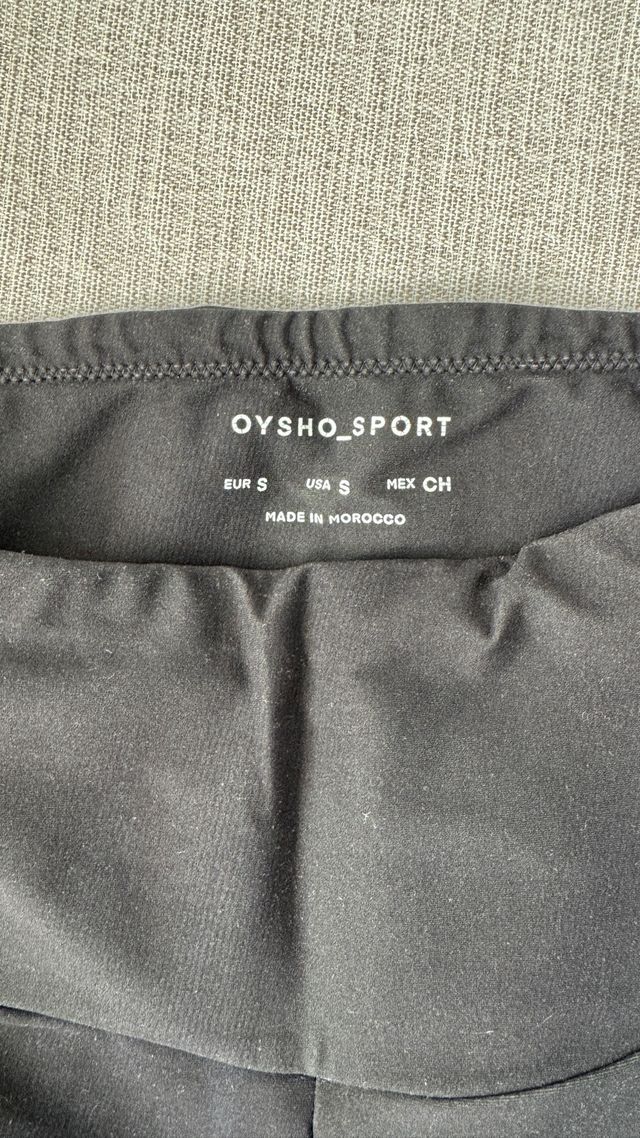 OYSHO_SPORT
EUR S USA S MEX CH
MADE IN MOROCCO